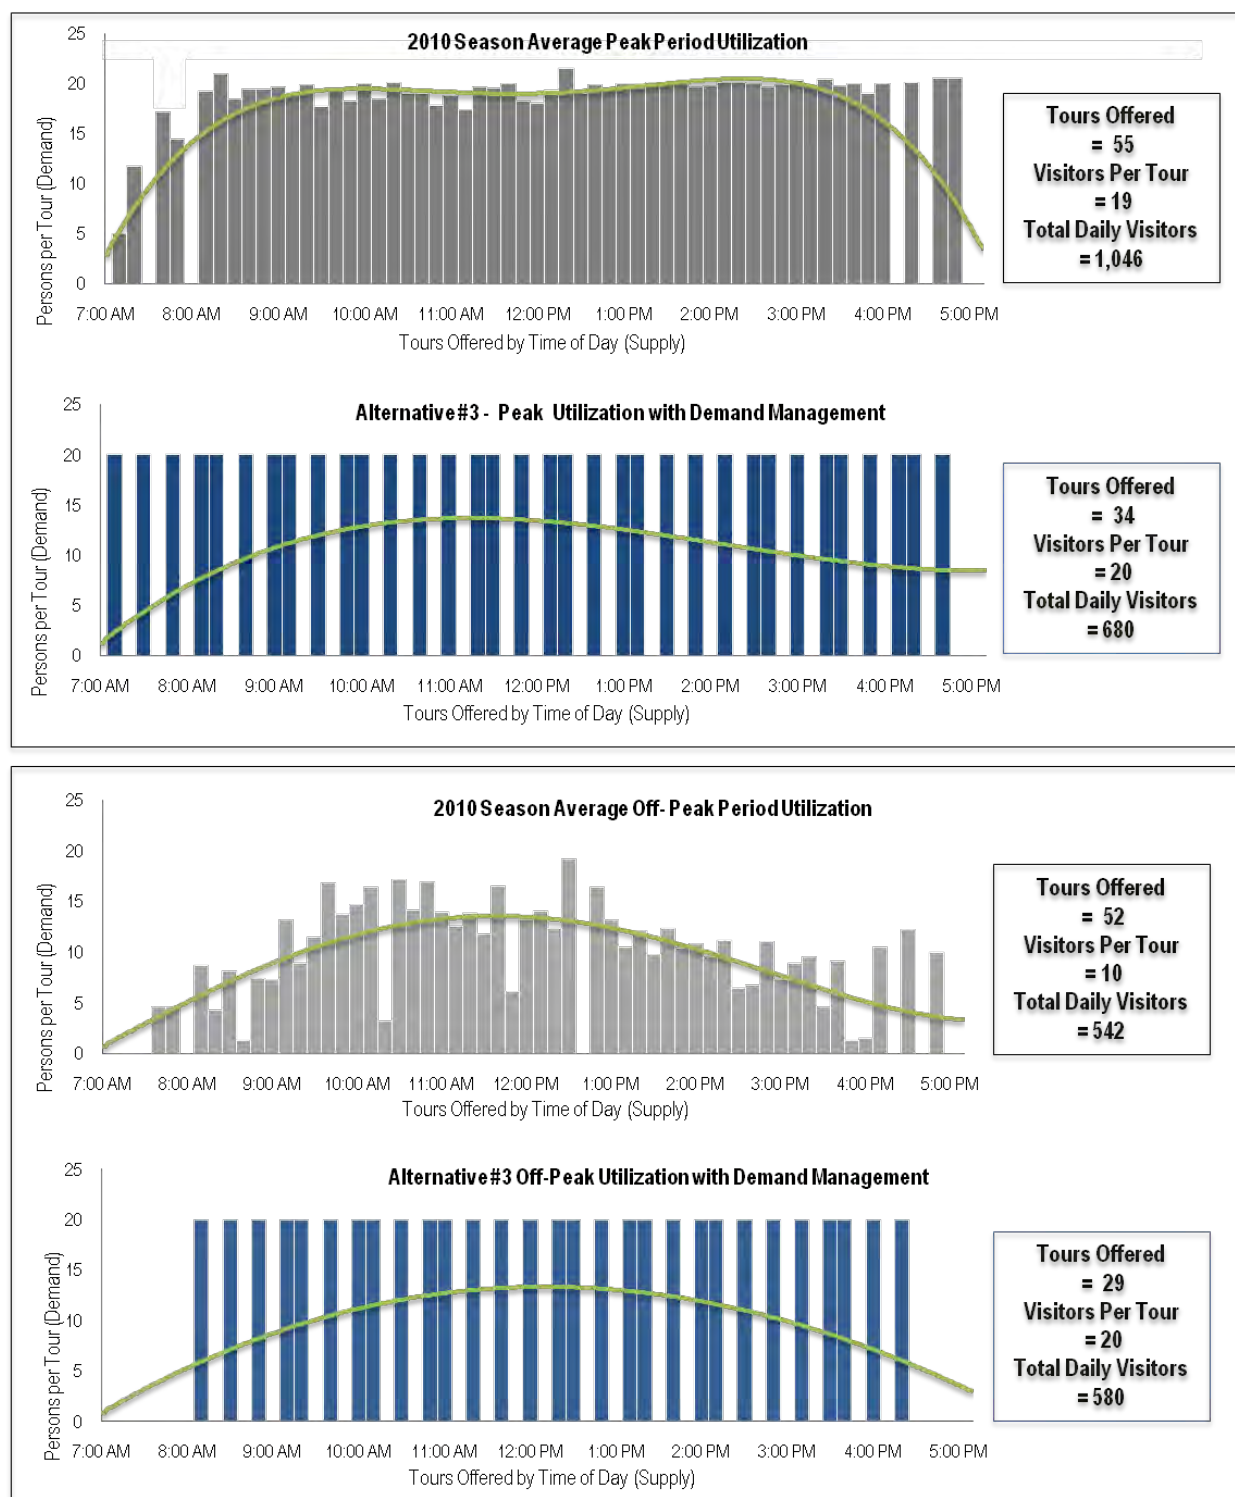 2010 Season Average Peak Period Utilization
25
20
15
10
5
0
Persons per Tour (Demand)
7:00 AM 8:00 AM 9:00 AM 10:00 AM 11:00 AM 12:00 PM 1:00 PM 2:00 PM 3:00 PM 4:00 PM 5:00 PM
Tours Offered by Time of Day (Supply)
Tours Offered
= 55
Visitors Per Tour
= 19
Total Daily Visitors
= 1,046
Alternative #3 - Peak Utilization with Demand Management
25
20
15
10
5
0
Persons per Tour (Demand)
7:00 AM 8:00 AM 9:00 AM 10:00 AM 11:00 AM 12:00 PM 1:00 PM 2:00 PM 3:00 PM 4:00 PM 5:00 PM
Tours Offered by Time of Day (Supply)
Tours Offered
= 34
Visitors Per Tour
= 20
Total Daily Visitors
= 680
2010 Season Average Off- Peak Period Utilization
25
20
15
10
5
0
Persons per Tour (Demand)
7:00 AM 8:00 AM 9:00 AM 10:00 AM 11:00 AM 12:00 PM 1:00 PM 2:00 PM 3:00 PM 4:00 PM 5:00 PM
Tours Offered by Time of Day (Supply)
Tours Offered
= 52
Visitors Per Tour
= 10
Total Daily Visitors
= 542
Alternative #3 Off-Peak Utilization with Demand Management
25
20
15
10
5
0
Persons per Tour (Demand)
7:00 AM 8:00 AM 9:00 AM 10:00 AM 11:00 AM 12:00 PM 1:00 PM 2:00 PM 3:00 PM 4:00 PM 5:00 PM
Tours Offered by Time of Day (Supply)
Tours Offered
= 29
Visitors Per Tour
= 20
Total Daily Visitors
= 580